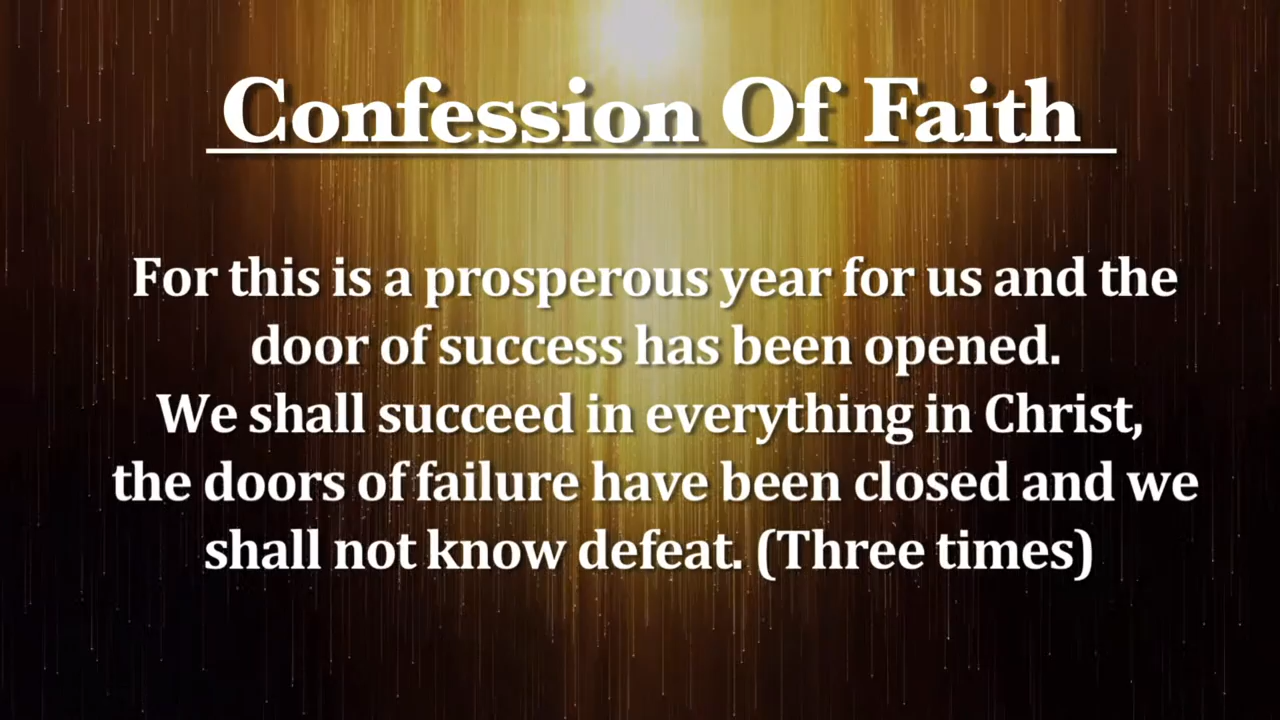 Confession Of Faith
For this is a prosperous year for us and the
door of success has been opened.
We shall succeed in everything in Christ,
the doors of failure have been closed and we
shall not know defeat. (Three times)